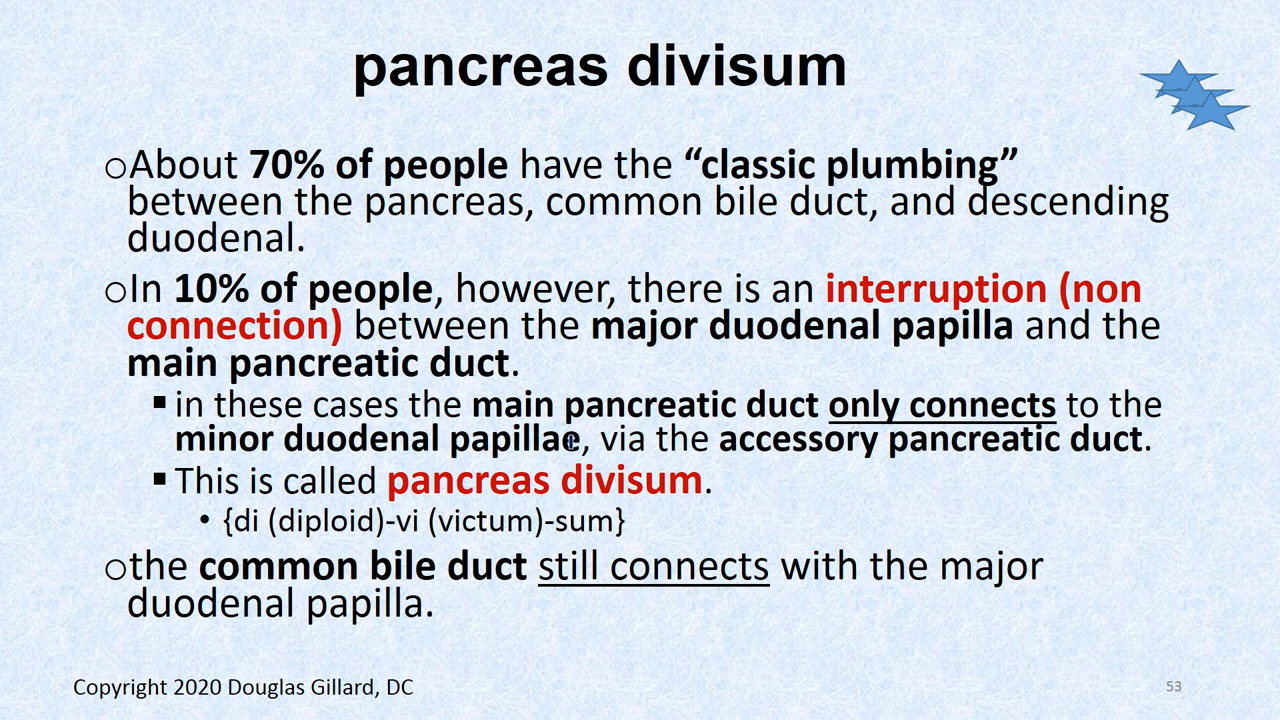 pancreas divisum
oAbout 70% of people have the “classic plumbing”
between the pancreas, common bile duct, and descending
duodenal.
oIn 10% of people, however, there is an interruption (non
connection) between the major duodenal papilla and the
main pancreatic duct.
▪ in these cases the main pancreatic duct only connects to the
minor duodenal papillae, via the accessory pancreatic duct.
▪ This is called pancreas divisum.
• {di (diploid)-vi (victum)-sum}
othe common bile duct still connects with the major
duodenal papilla.
Copyright 2020 Douglas Gillard, DC
53